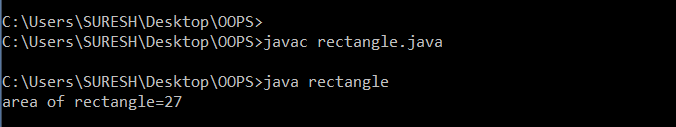 C:\Users\SURESH\Desktop\OOPS>
C:\Users\SURESH\Desktop\OOPS>javac rectangle.java
C:\Users\SURESH\Desktop\OOPS>java rectangle
area of rectangle=27